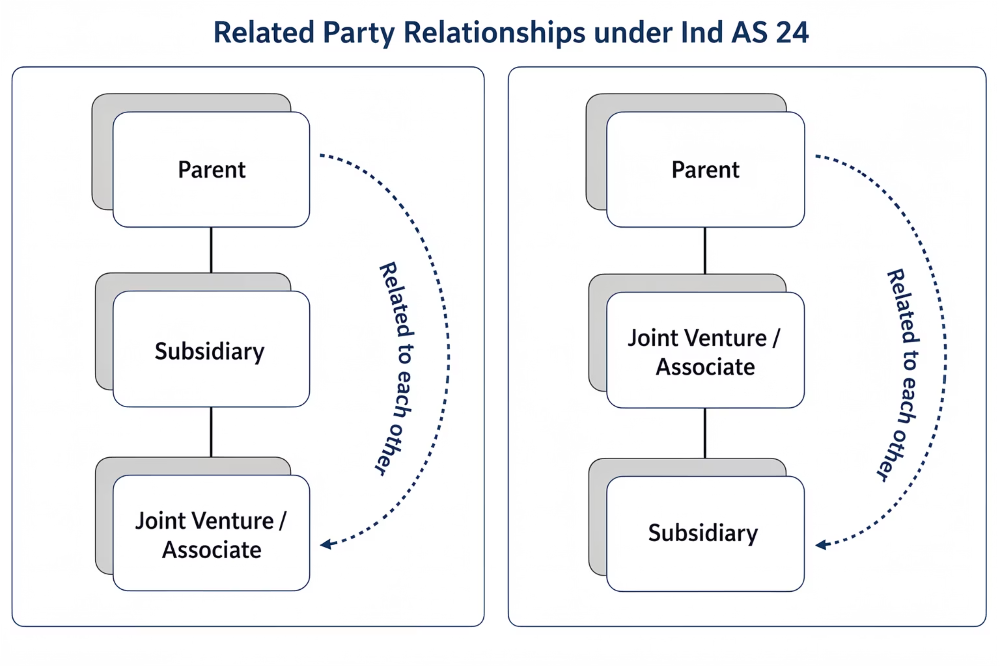 Related Party Relationships under Ind AS 24
Parent
Subsidiary
Joint Venture /
Associate
Related to each other
Parent
Joint Venture /
Associate
Subsidiary
Related to each other